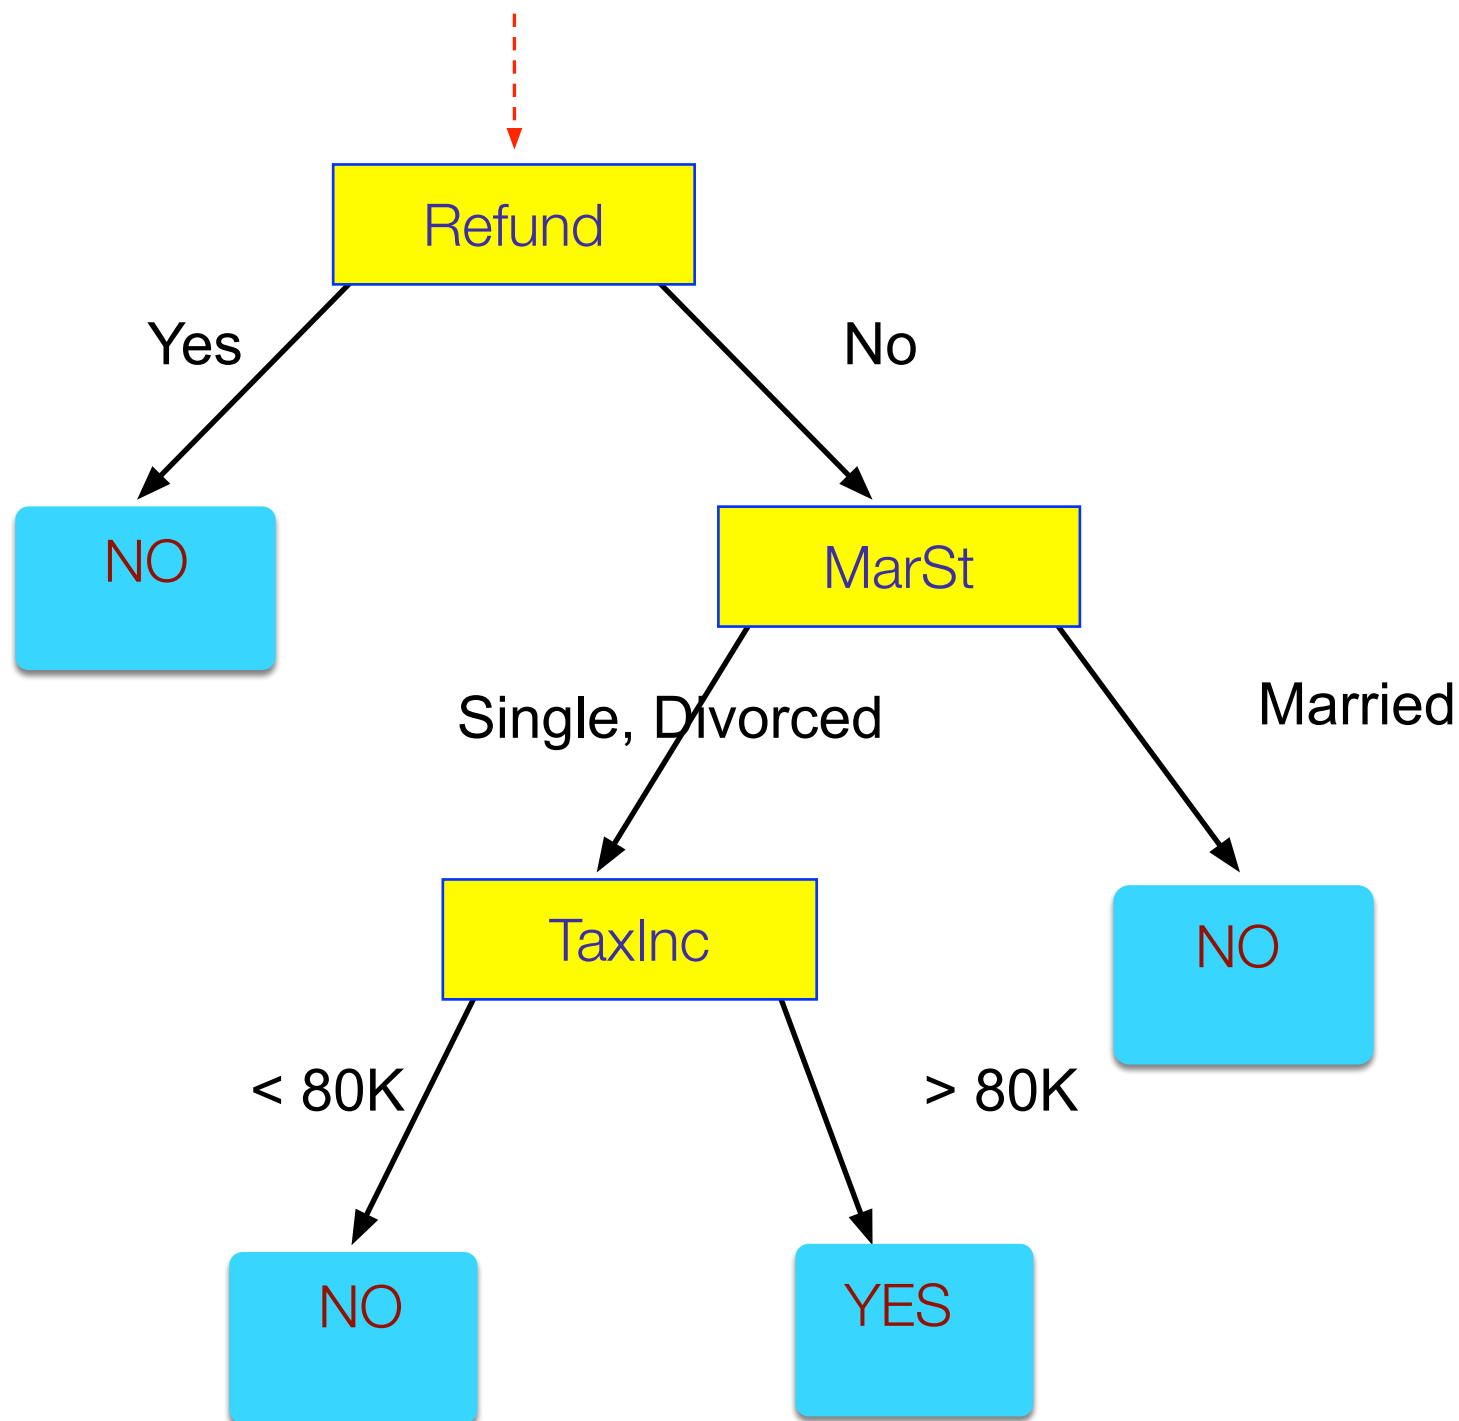 Refund
Yes
No
NO
MarSt
Single, Divorced
Married
TaxInc
NO
< 80K
> 80K
NO
YES